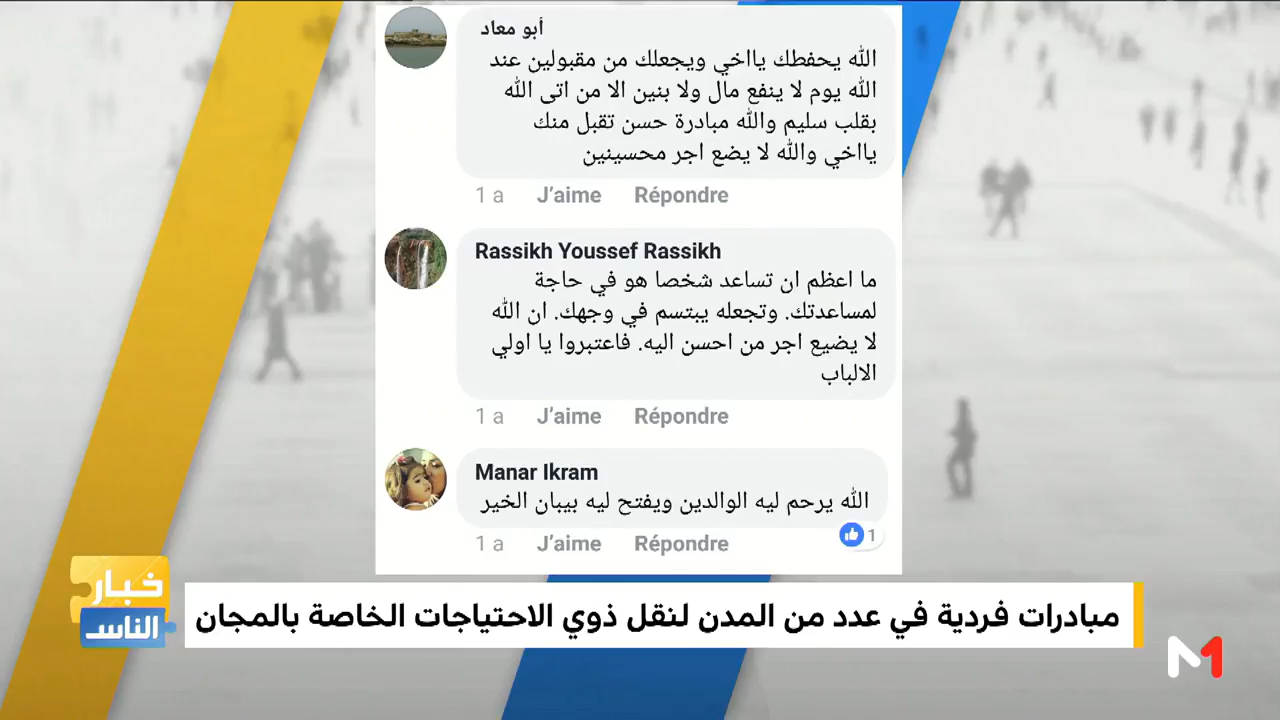 أبو معاد
الله يحفطك يااخي ويجعلك من مقبولين عند
الله يوم لا ينفع مال ولا بنين الا من اتى الله
بقلب سليم والله مبادرة حسن تقبل منك
يااخي والله لا يضع اجر محسينين
1 a J'aime Répondre
Rassikh Youssef Rassikh
ما اعظم ان تساعد شخصا هو في حاجة
لمساعدتك. وتجعله يبتسم في وجهك. ان الله
لا يضيع اجر من احسن اليه. فاعتبروا يا اولي
الالباب
1 a J'aime Répondre
Manar Ikram
الله يرحم ليه الوالدين ويفتح ليه بيبان الخير
1
1 a J'aime Répondre
خبار
الناس
مبادرات فردية في عدد من المدن لنقل ذوي الاحتياجات الخاصة بالمجان
M1